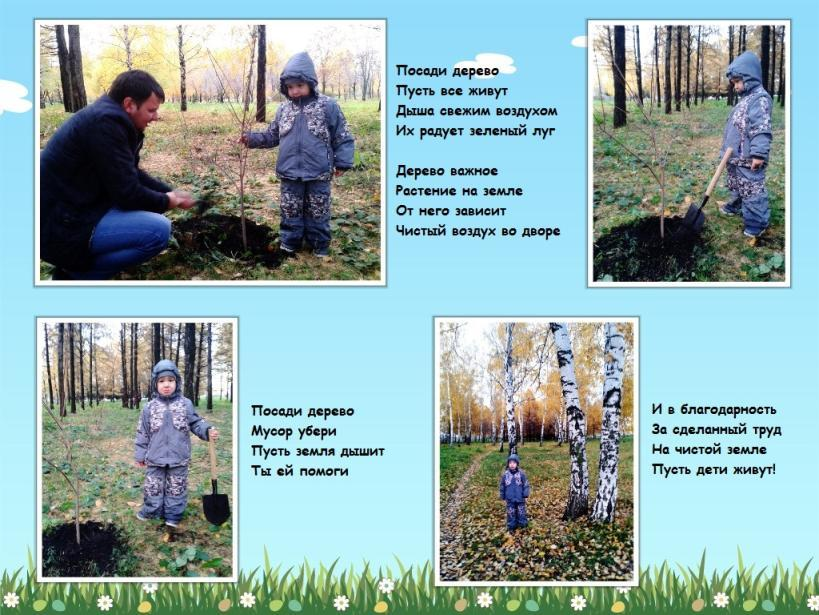 Посади дерево
Пусть все живут
Дыша свежим воздухом
Их радует зеленый луг
Дерево важное
Растение на земле
От него зависит
Чистый воздух во дворе
Посади дерево
Мусор убери
Пусть земля дышит
Ты ей помоги
И в благодарность
За сделанный труд
На чистой земле
Пусть дети живут!